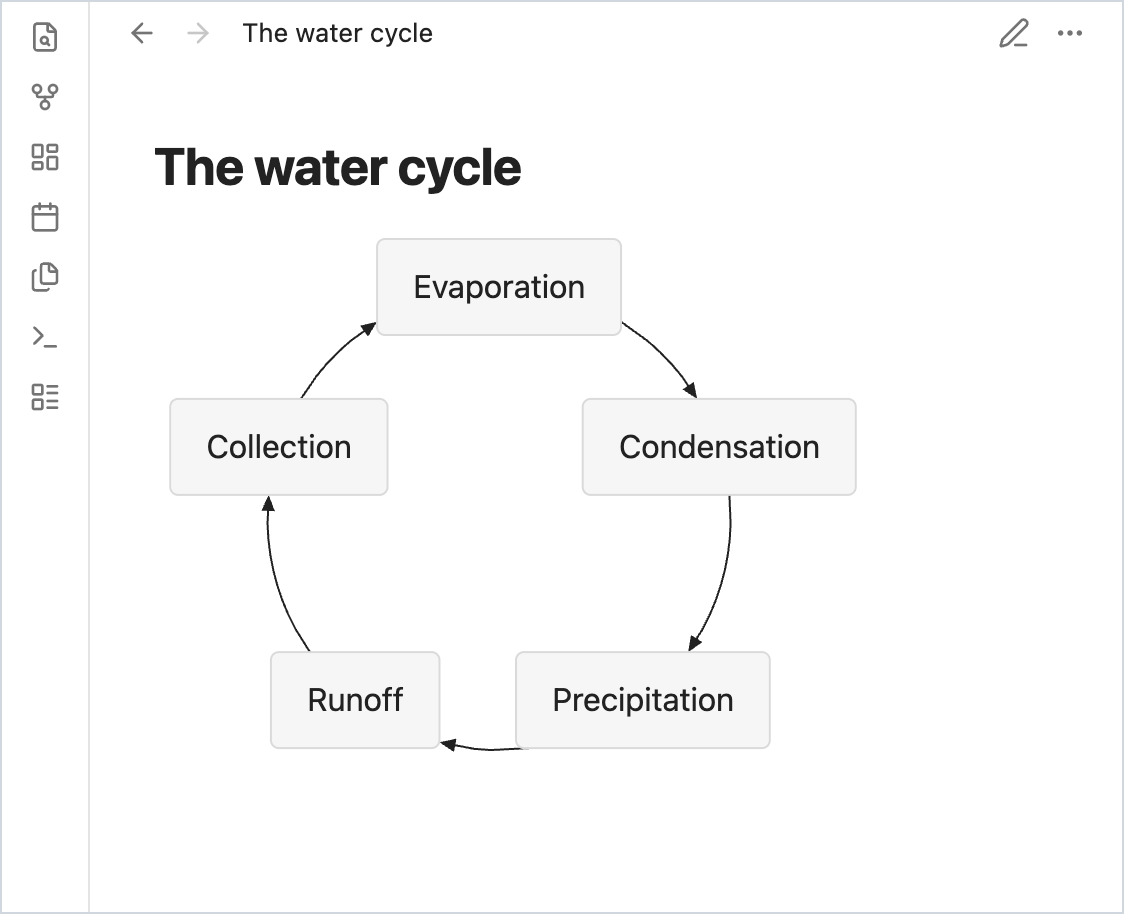 The water cycle
The water cycle
Evaporation
Collection
Condensation
Runoff
Precipitation